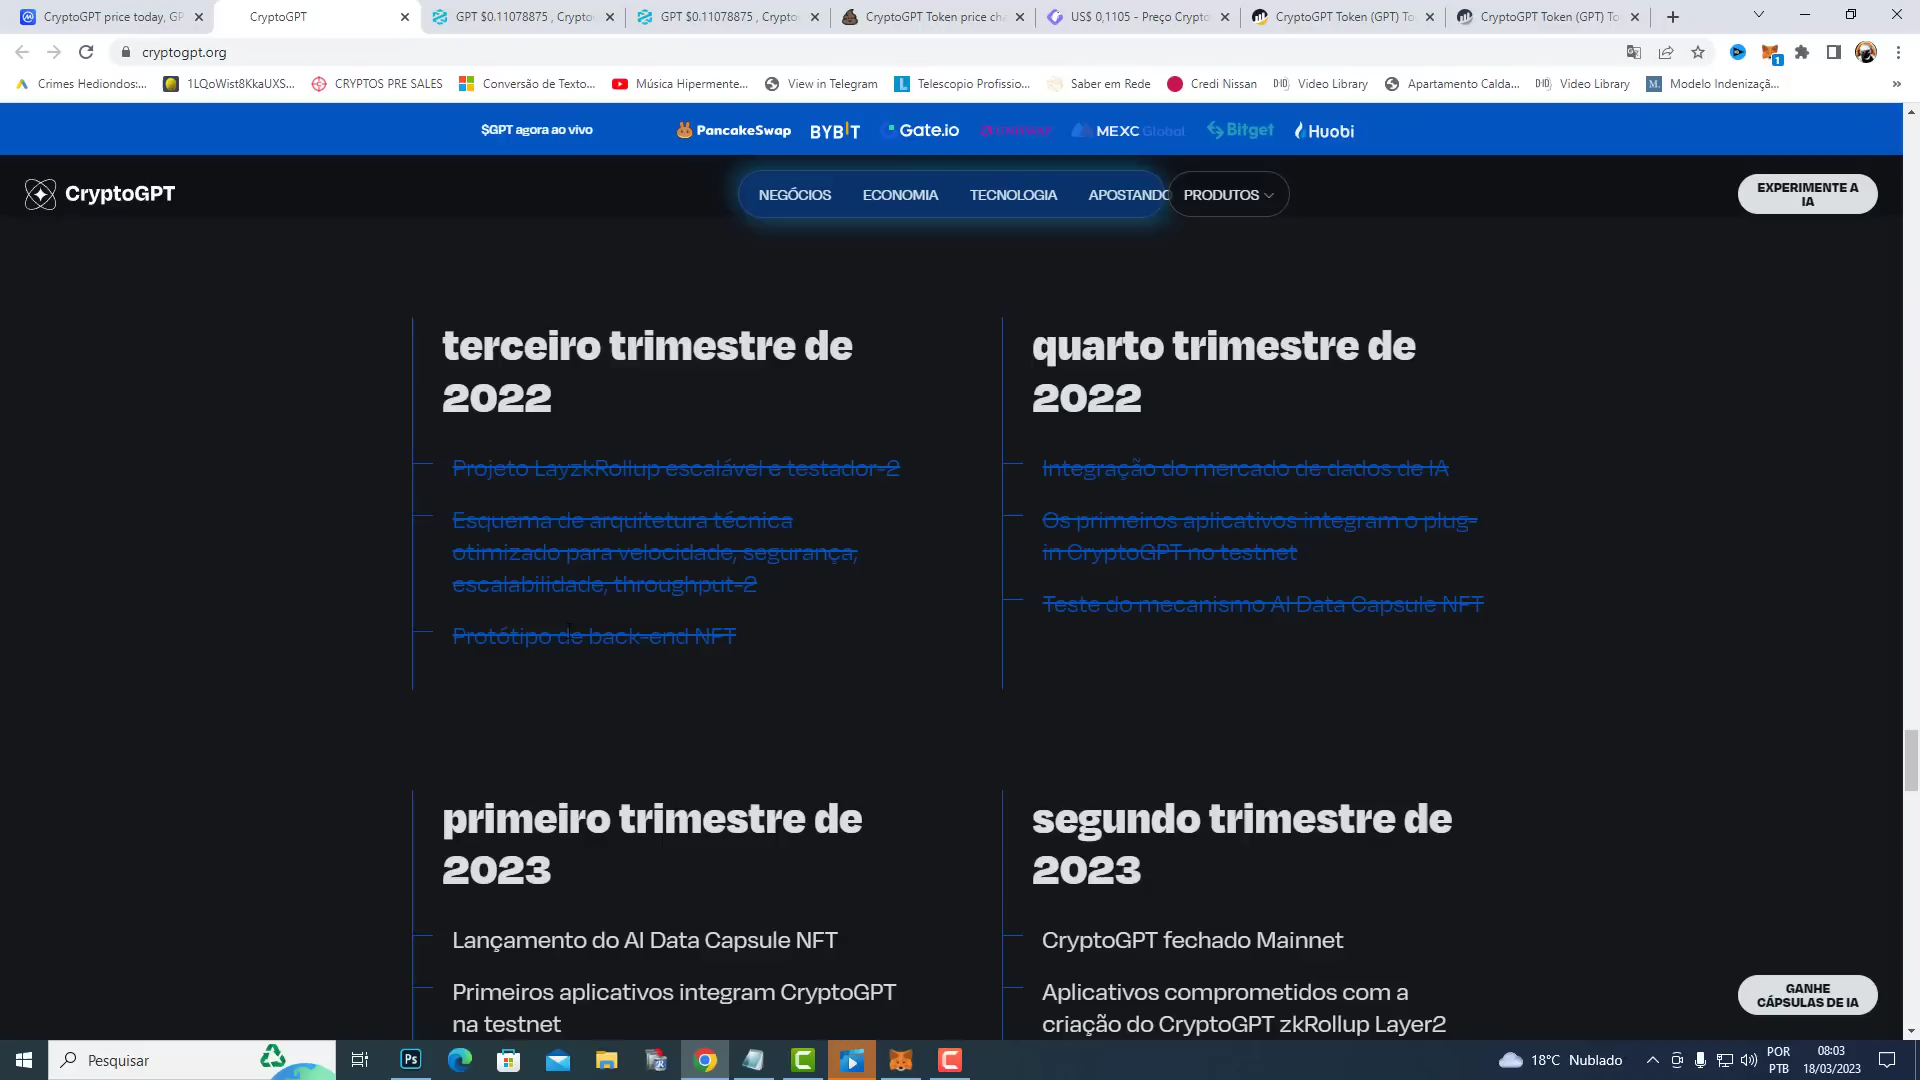 CryptoGPT price today, GP
CryptoGPT
GPT $0.11078875 , Crypto
GPT $0.11078875 , Crypto
CryptoGPT Token price cha
US$ 0,1105 - Preço Crypto
CryptoGPT Token (GPT) To
CryptoGPT Token (GPT) To
cryptogpt.org
1
Crimes Hediondos:...
1LQoWist8KkaUXS...
CRYPTOS PRE SALES
Conversão de Texto...
Música Hipermente...
View in Telegram
Telescopio Profissio...
Saber em Rede
Credi Nissan
Video Library
Apartamento Calda...
Video Library
Modelo Indenizaçã...
$GPT agora ao vivo
PancakeSwap
BYBIT
Gate.io
UNISWAP
MEXC Global
Bitget
Huobi
CryptoGPT
NEGÓCIOS
ECONOMIA
TECNOLOGIA
APOSTANDO
PRODUTOS
EXPERIMENTE A
IA
terceiro trimestre de
2022
Projeto LayzkRollup escalável e testador-2
Esquema de arquitetura técnica
otimizado para velocidade, segurança,
escalabilidade, throughput-2
Protótipo de back-end NFT
quarto trimestre de
2022
Integração do mercado de dados de IA
Os primeiros aplicativos integram o plug-
in CryptoGPT no testnet
Teste do mecanismo AI Data Capsule NFT
primeiro trimestre de
2023
Lançamento do AI Data Capsule NFT
Primeiros aplicativos integram CryptoGPT
na testnet
segundo trimestre de
2023
CryptoGPT fechado Mainnet
Aplicativos comprometidos com a
criação do CryptoGPT zkRollup Layer2
GANHE
CÁPSULAS DE IA
Pesquisar
Ps
18°C Nublado
POR
PTB
08:03
18/03/2023